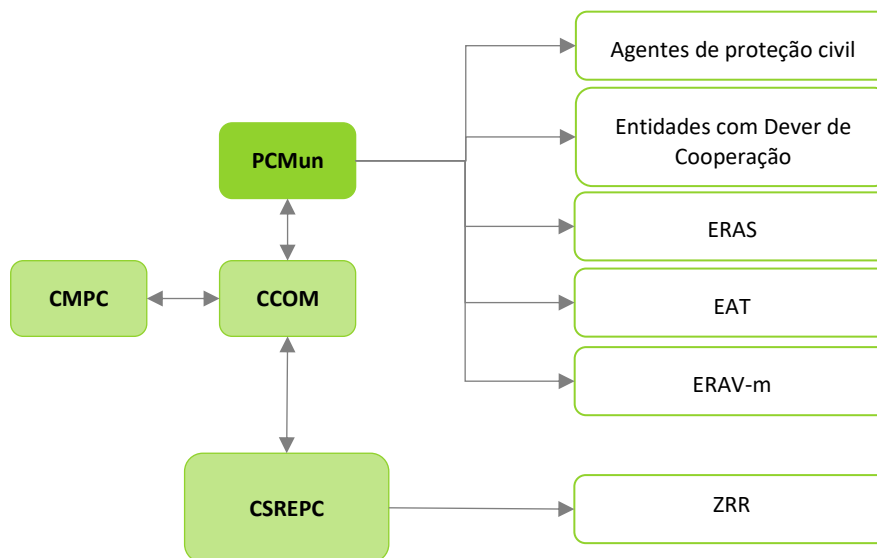 Agentes de proteção civil
Entidades com Dever de
Cooperação
PCMun
ERAS
CMPC
CCOM
EAT
ERAV-m
CSREPC
ZRR